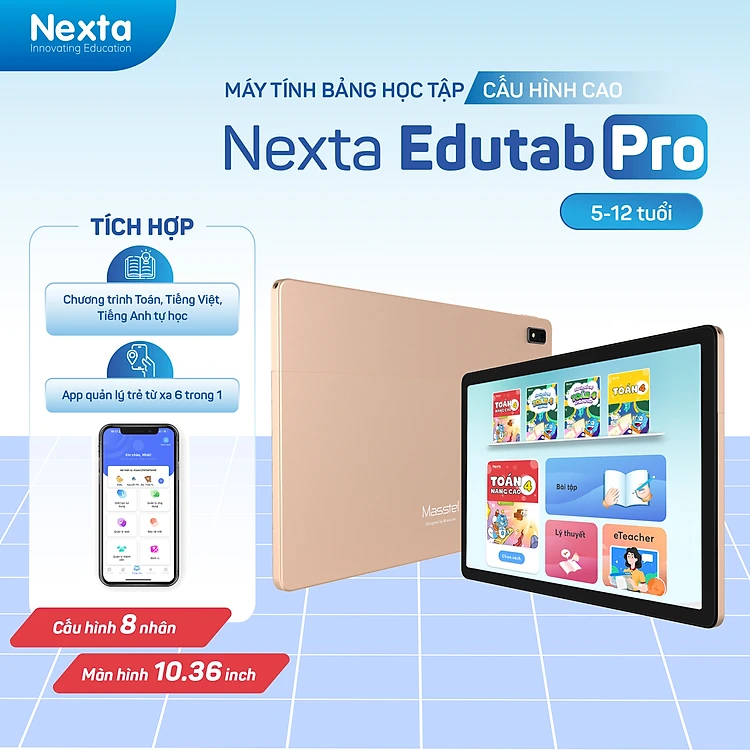 Nexta
Innovating Education
MÁY TÍNH BẢNG HỌC TẬP CẤU HÌNH CAO
Nexta Edutab Pro
5-12 tuổi
TÍCH HỢP
Chương trình Toán, Tiếng Việt,
Tiếng Anh tự học
App quản lý trẻ từ xa 6 trong 1
Cấu hình 8 nhân
Màn hình 10.36 inch
Masstel
TOÁN
TOÁN 4
TOÁN
NÂNG CAO 4
Bài tập
Lý thuyết
eTeacher